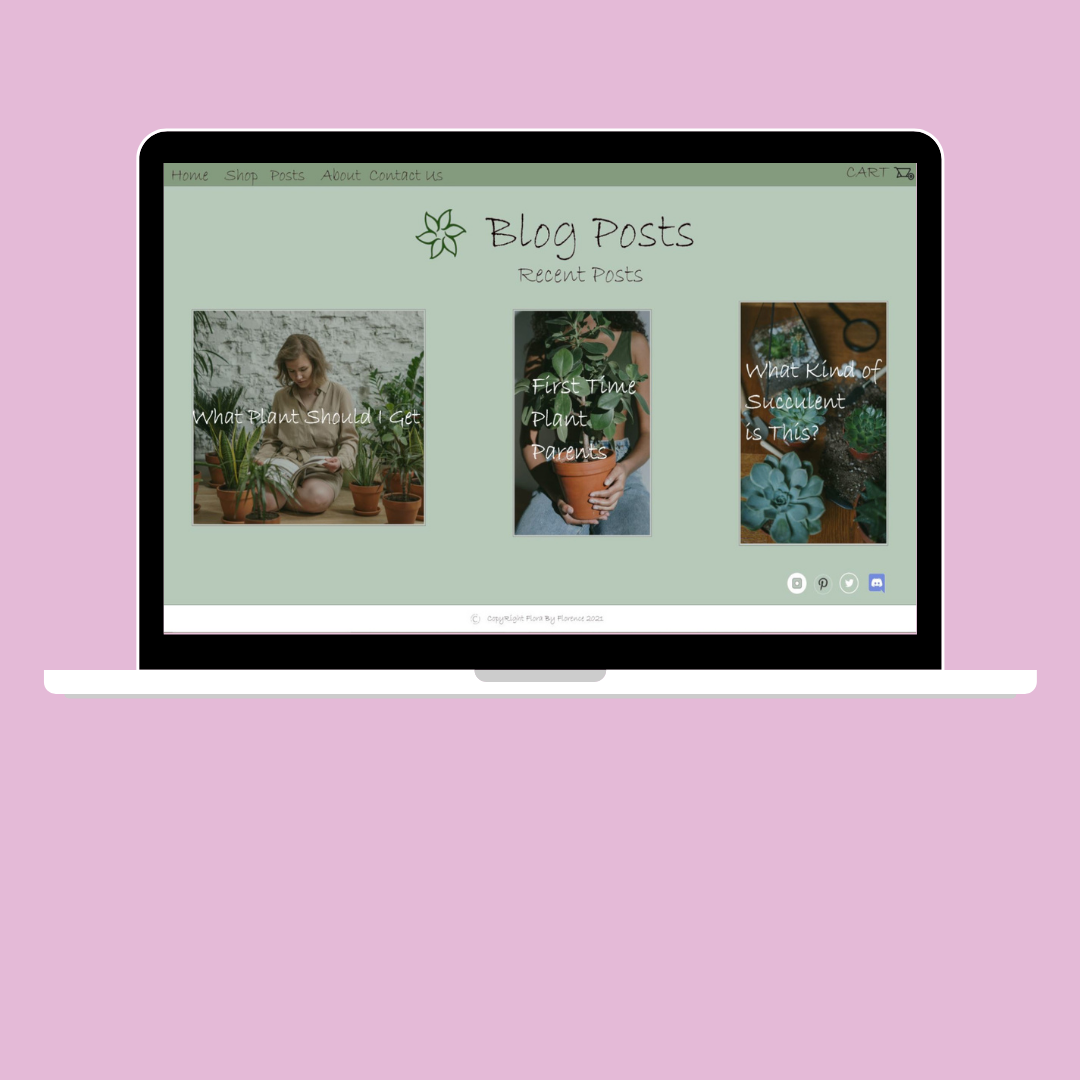 Home Shop Posts About Contact Us CART
Blog Posts
Recent Posts
What Plant Should I Get
First Time
Plant
Parents
What Kind of
Succulent
is This?
© CopyRight Flora By Florence 2021